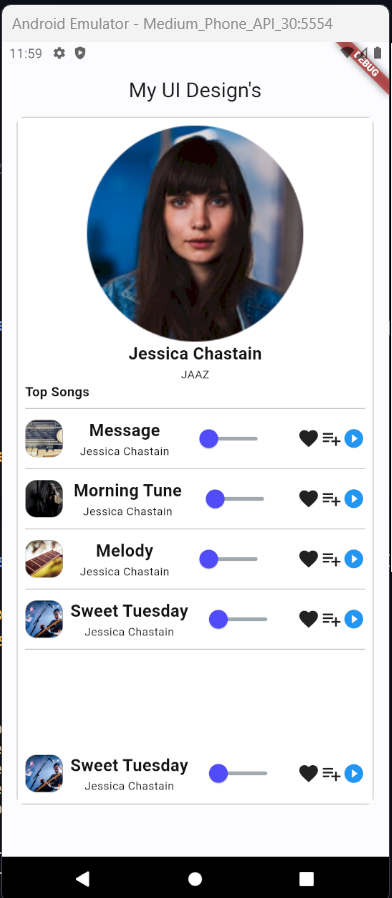 Android Emulator - Medium_Phone_API_30:5554
11:59
DEBUG
My UI Design's
Jessica Chastain
JAAZ
Top Songs
Message
Jessica Chastain
Morning Tune
Jessica Chastain
Melody
Jessica Chastain
Sweet Tuesday
Jessica Chastain
Sweet Tuesday
Jessica Chastain